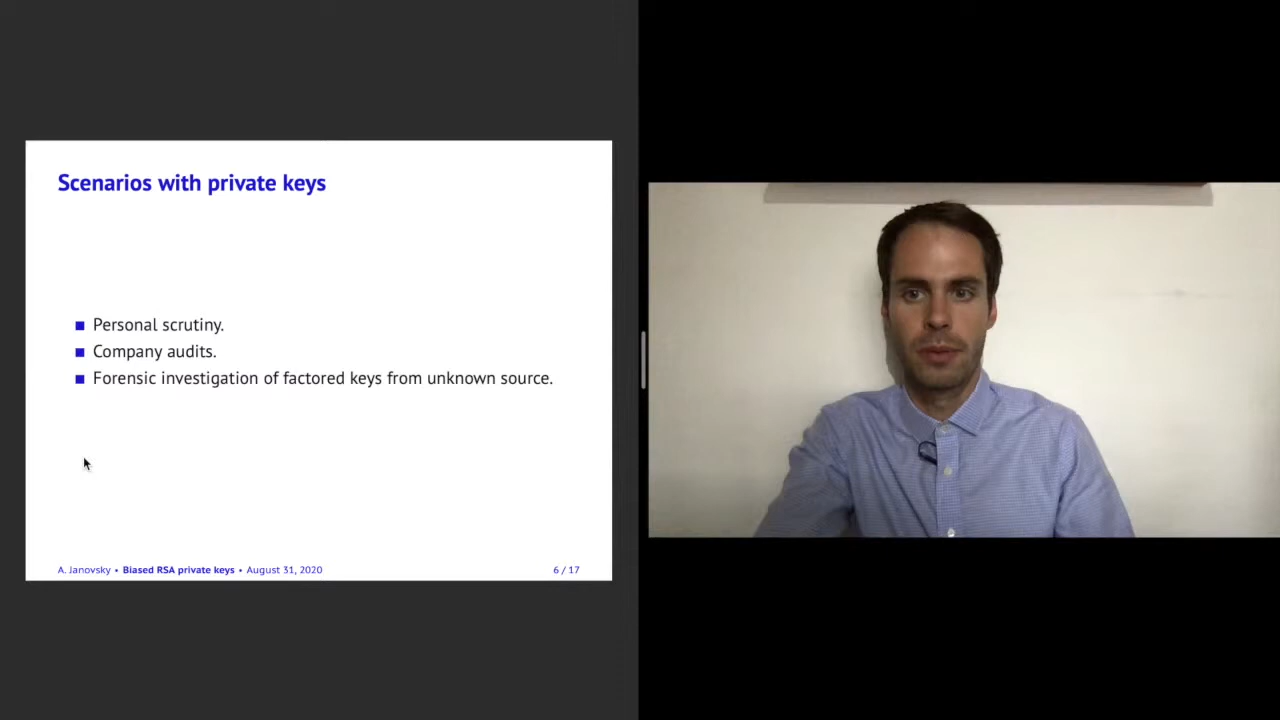 Scenarios with private keys
Personal scrutiny.
Company audits.
Forensic investigation of factored keys from unknown source.
A. Janovsky • Biased RSA private keys • August 31, 2020
6 / 17